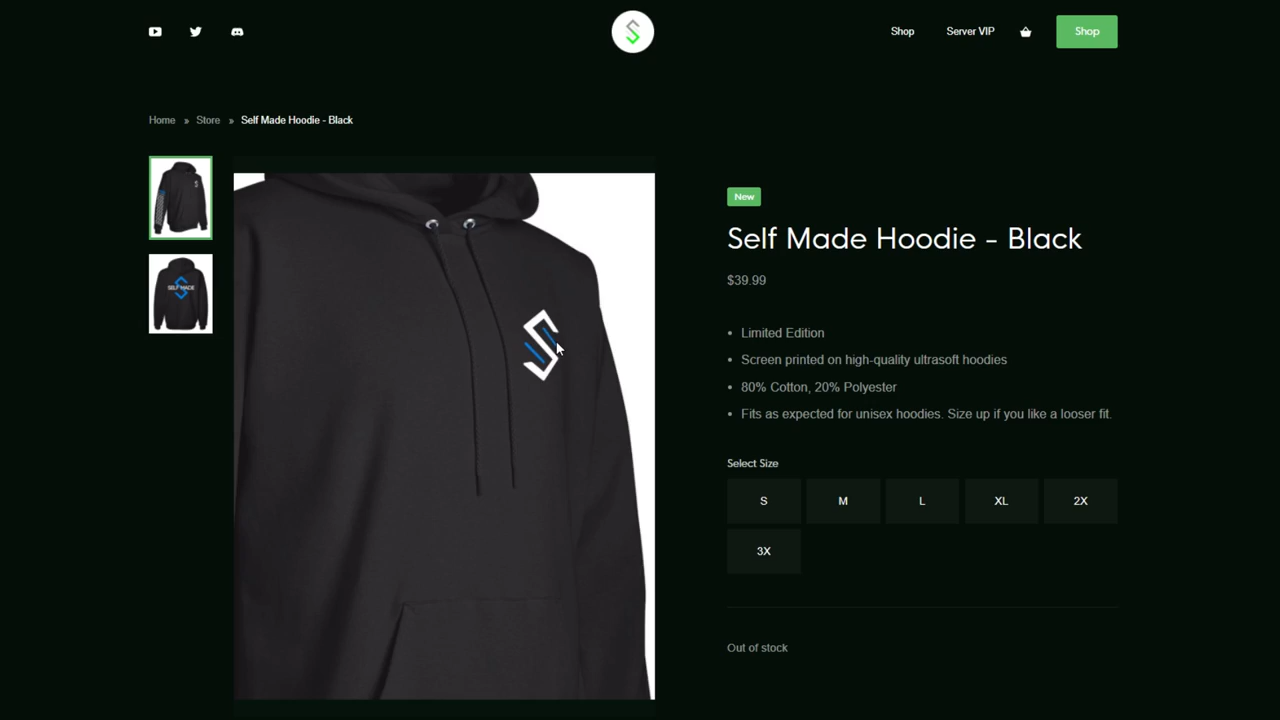 Shop
Server VIP
Shop
Home » Store » Self Made Hoodie - Black
SELF MADE
New
Self Made Hoodie - Black
$39.99
• Limited Edition
• Screen printed on high-quality ultrasoft hoodies
• 80% Cotton, 20% Polyester
• Fits as expected for unisex hoodies. Size up if you like a looser fit.
Select Size
S
M
L
XL
2X
3X
Out of stock